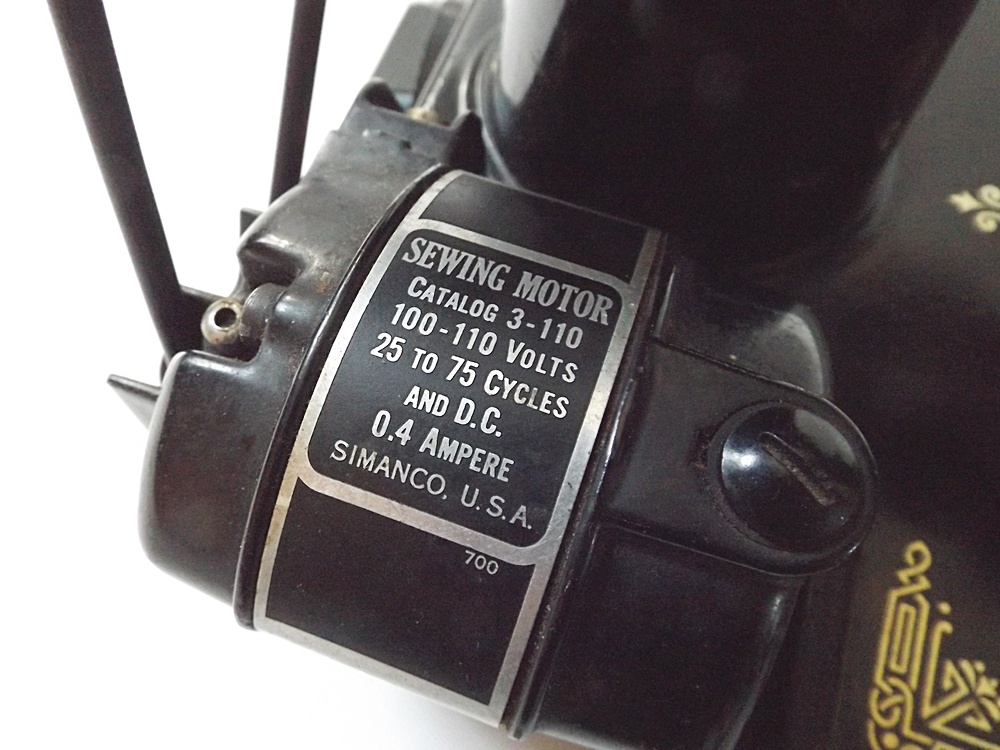 SEWING MOTOR
CATALOG 3-110
100-110 VOLTS
25 TO 75 CYCLES
AND D.C.
0.4 AMPERE
SIMANCO, U.S.A.
700